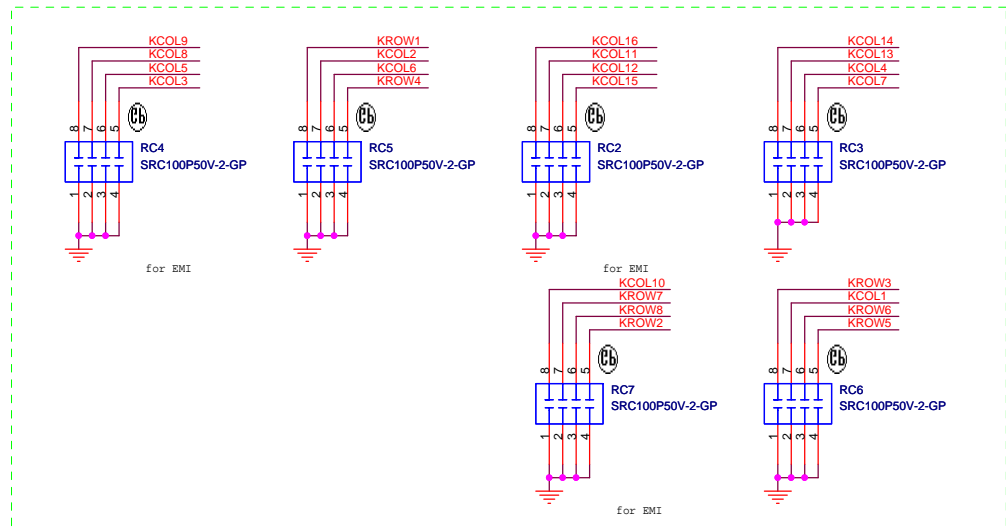 KCOL9
KCOL8
KCOL5
KCOL3
8 7 6 5
RC4
SRC100P50V-2-GP
1 2 3 4
for EMI
KROW1
KCOL2
KCOL6
KROW4
8 7 6 5
RC5
SRC100P50V-2-GP
1 2 3 4
KCOL16
KCOL11
KCOL12
KCOL15
8 7 6 5
RC2
SRC100P50V-2-GP
1 2 3 4
for EMI
KCOL14
KCOL13
KCOL4
KCOL7
8 7 6 5
RC3
SRC100P50V-2-GP
1 2 3 4
KCOL10
KROW7
KROW8
KROW2
8 7 6 5
RC7
SRC100P50V-2-GP
1 2 3 4
for EMI
KROW3
KCOL1
KROW6
KROW5
8 7 6 5
RC6
SRC100P50V-2-GP
1 2 3 4